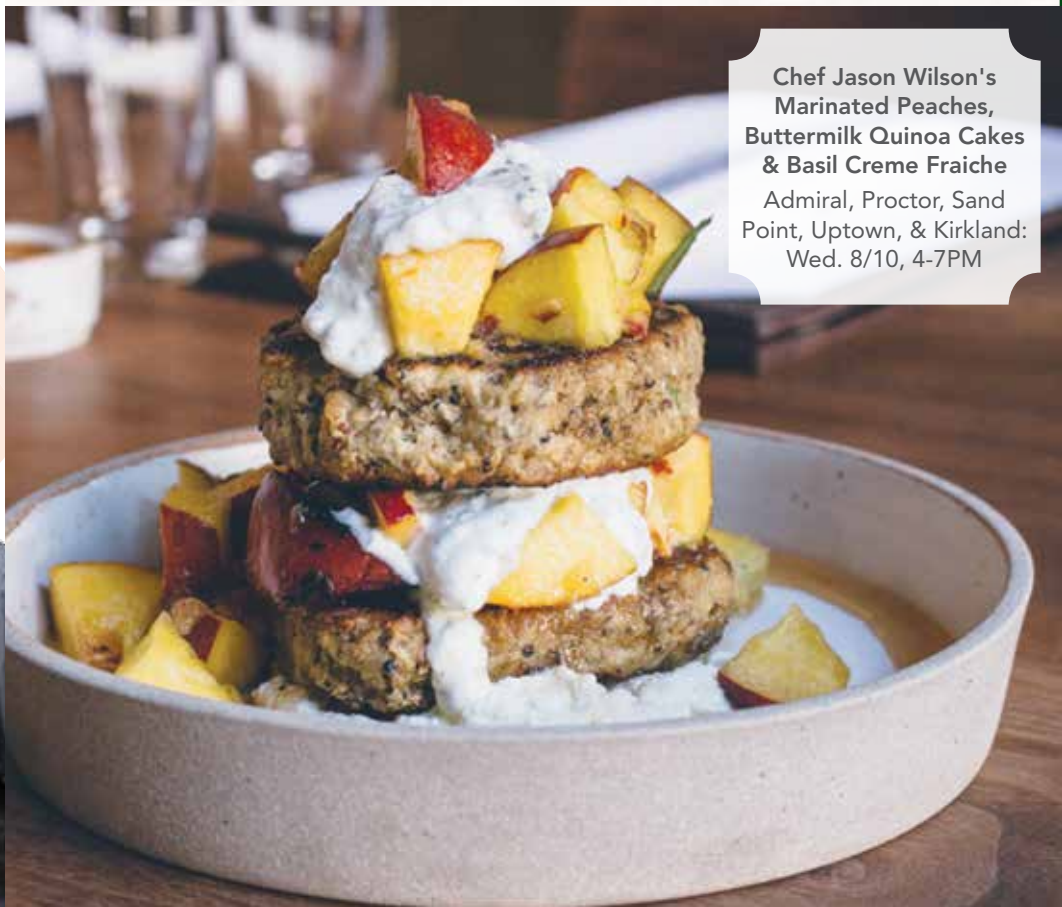 Chef Jason Wilson's
Marinated Peaches,
Buttermilk Quinoa Cakes
& Basil Creme Fraiche
Admiral, Proctor, Sand
Point, Uptown, & Kirkland:
Wed. 8/10, 4-7PM